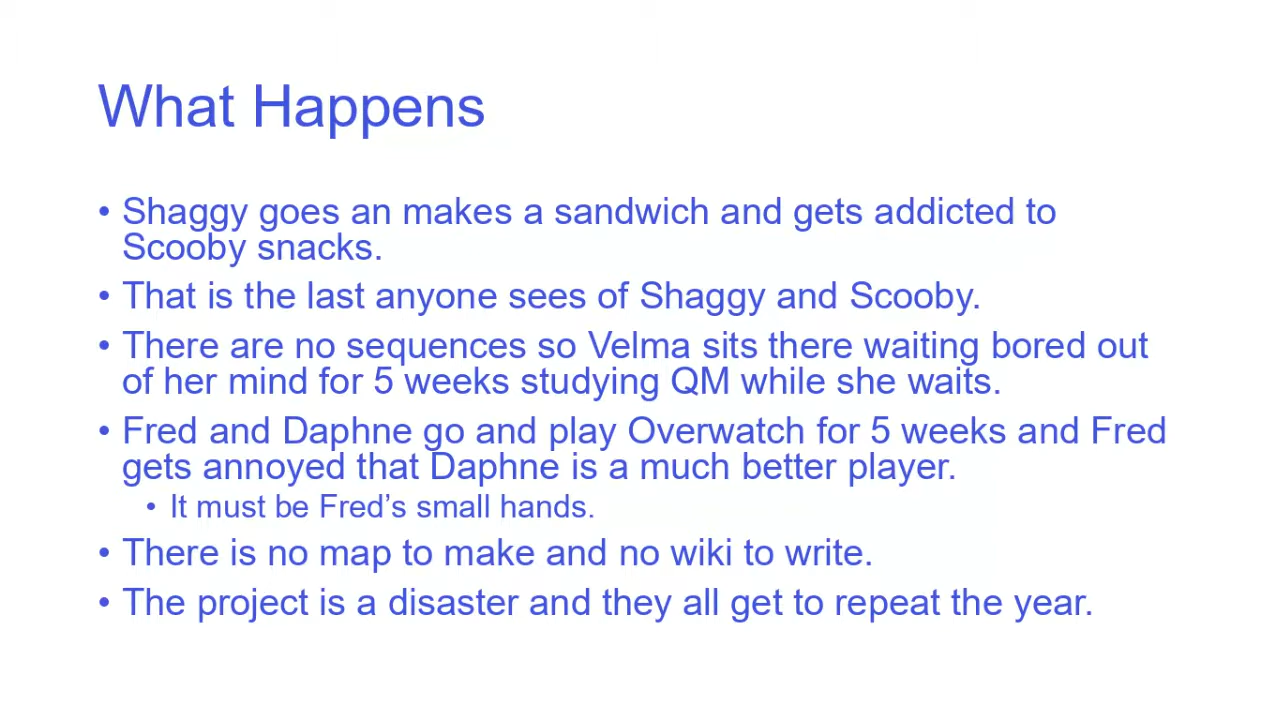 What Happens
• Shaggy goes an makes a sandwich and gets addicted to
Scooby snacks.
• That is the last anyone sees of Shaggy and Scooby.
• There are no sequences so Velma sits there waiting bored out
of her mind for 5 weeks studying QM while she waits.
• Fred and Daphne go and play Overwatch for 5 weeks and Fred
gets annoyed that Daphne is a much better player.
• It must be Fred’s small hands.
• There is no map to make and no wiki to write.
• The project is a disaster and they all get to repeat the year.